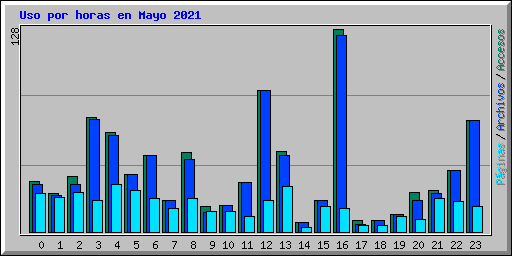 Uso por horas en Mayo 2021
128
Páginas / Archivos / Accesos
0 1 2 3 4 5 6 7 8 9 10 11 12 13 14 15 16 17 18 19 20 21 22 23